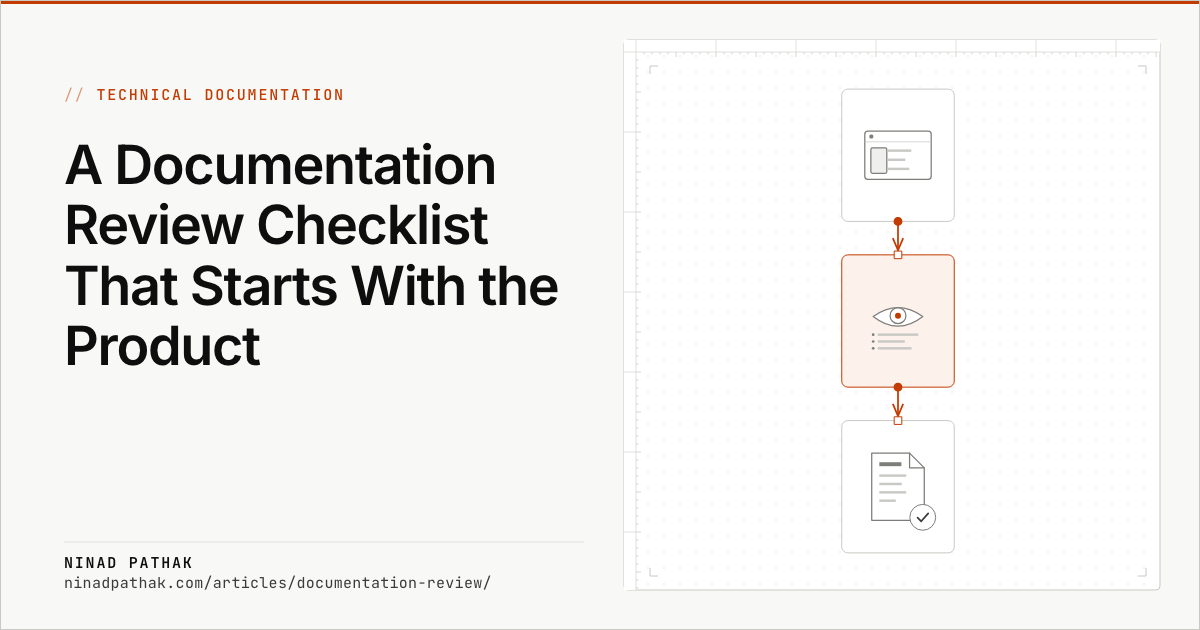 // TECHNICAL DOCUMENTATION
A Documentation
Review Checklist
That Starts With the
Product
NINAD PATHAK
ninadpathak.com/articles/documentation-review/